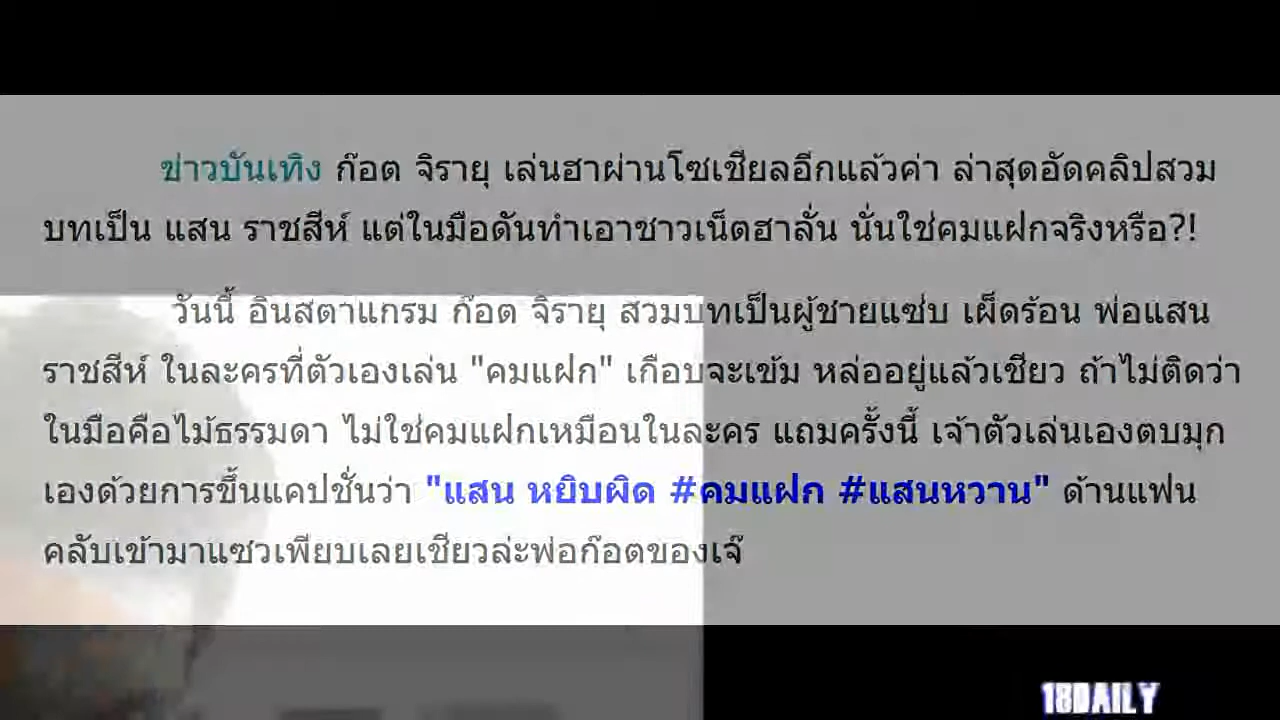 ข่าวบันเทิง ก๊อต จิรายุ เล่นฮาผ่านโซเชียลอีกแล้วค่า ล่าสุดอัดคลิปสวม
บทเป็น แสน ราชสีห์ แต่ในมือดันทำเอาชาวเน็ตฮาลั่น นั่นใช่คมแฝกจริงหรือ?!
วันนี้ อินสตาแกรม ก๊อต จิรายุ สวมบทเป็นผู้ชายแซ่บ เผ็ดร้อน พ่อแสน
ราชสีห์ ในละครที่ตัวเองเล่น "คมแฝก" เกือบจะเข้ม หล่ออยู่แล้วเชียว ถ้าไม่ติดว่า
ในมือคือไม้ธรรมดา ไม่ใช่คมแฝกเหมือนในละคร แถมครั้งนี้ เจ้าตัวเล่นเองตบมุก
เองด้วยการขึ้นแคปชั่นว่า "แสน หยิบผิด #คมแฝก #แสนหวาน" ด้านแฟน
คลับเข้ามาแซวเพียบเลยเชียวล่ะพ่อก๊อตของเจ๊
18DAILY